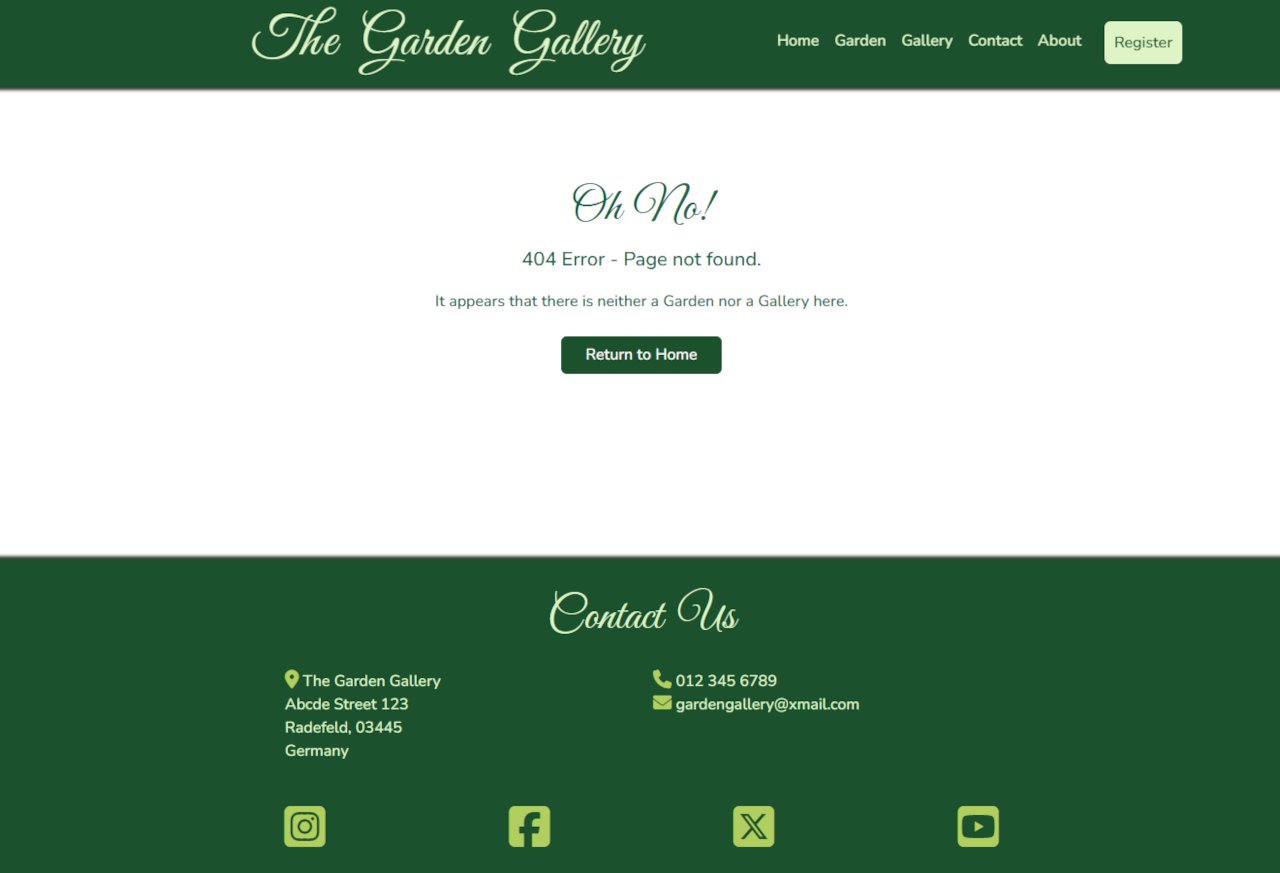 The Garden Gallery
Home Garden Gallery Contact About Register
Oh No!
404 Error - Page not found.
It appears that there is neither a Garden nor a Gallery here.
Return to Home
Contact Us
The Garden Gallery
Abcde Street 123
Radefeld, 03445
Germany
012 345 6789
gardengallery@xmail.com